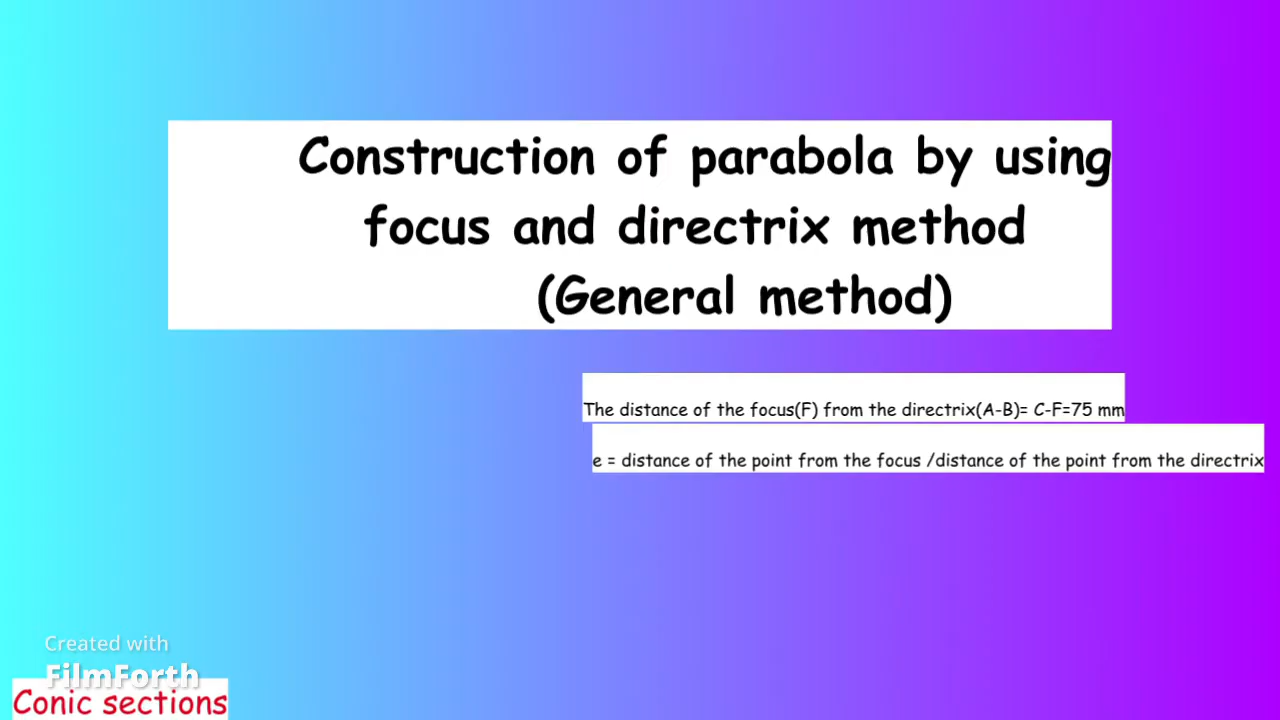 Construction of parabola by using
focus and directrix method
(General method)
The distance of the focus(F) from the directrix(A-B)= C-F=75 mm
e = distance of the point from the focus /distance of the point from the directrix
Created with
FilmForth
Conic sections